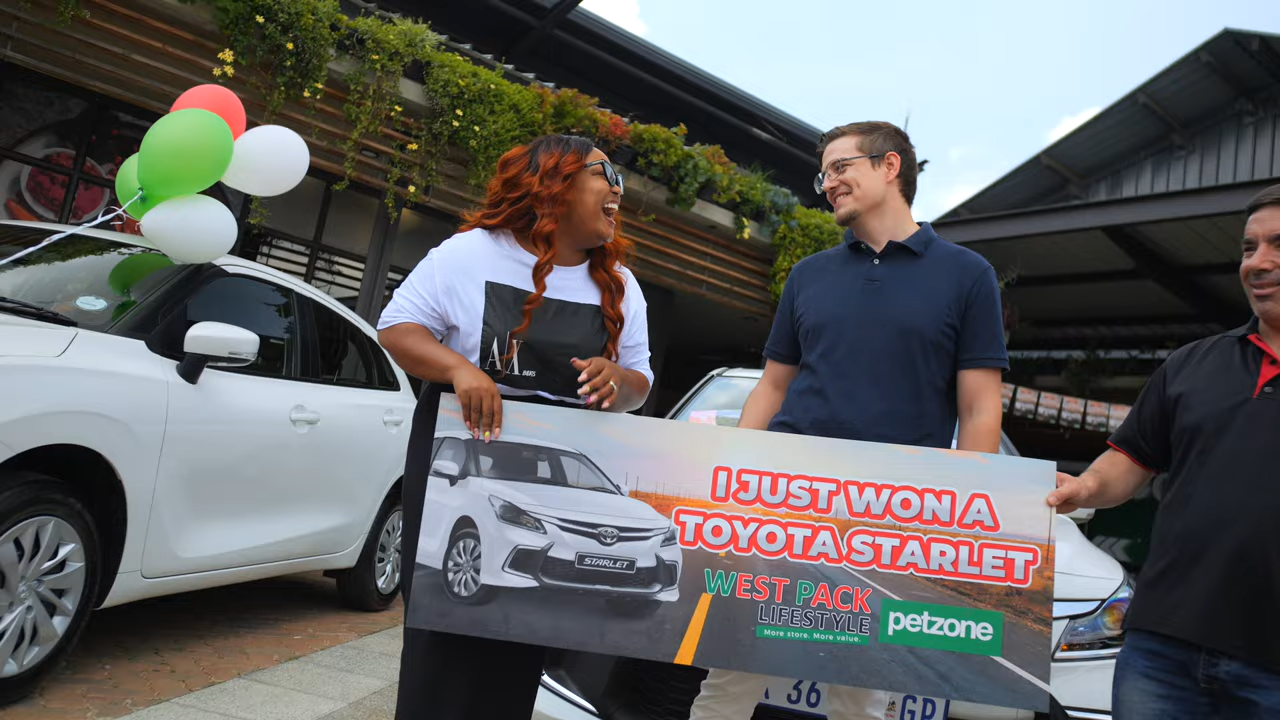 A|X
I JUST WON A
TOYOTA STARLET
STARLET
WEST PACK
LIFESTYLE
More store. More value.
petzone
36
GP